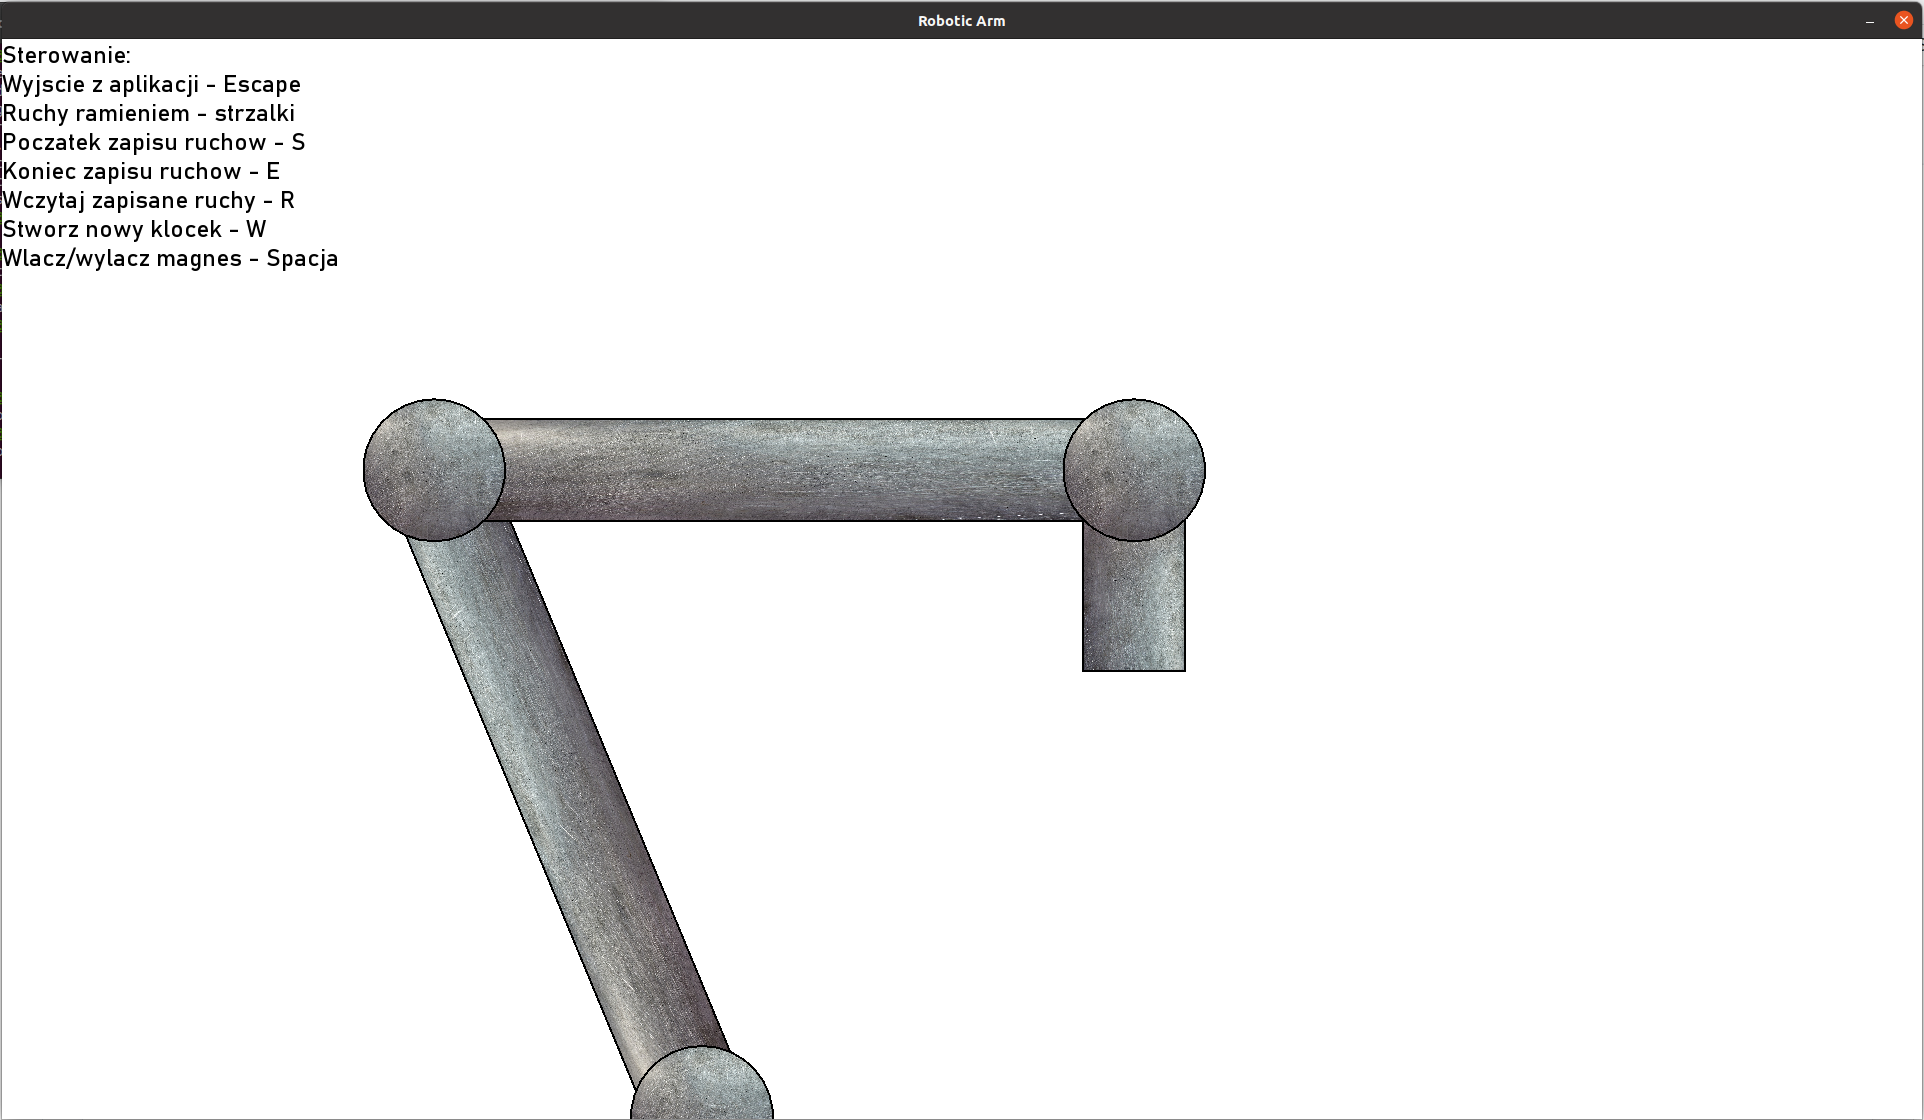 Robotic Arm
Sterowanie:
Wyjscie z aplikacji - Escape
Ruchy ramieniem - strzalki
Poczatek zapisu ruchow - S
Koniec zapisu ruchow - E
Wczytaj zapisane ruchy - R
Stworz nowy klocek - W
Wlacz/wylacz magnes - Spacja